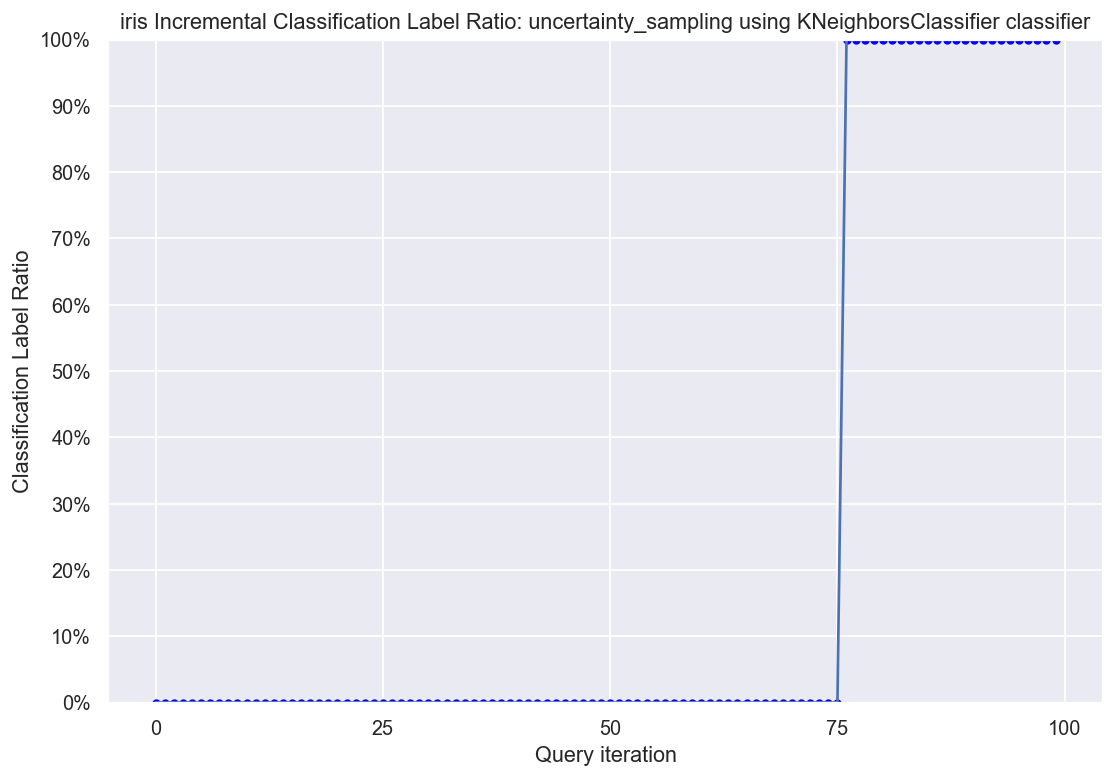 iris Incremental Classification Label Ratio: uncertainty_sampling using KNeighborsClassifier classifier
100%
90%
80%
70%
60%
50%
40%
30%
20%
10%
0%
Classification Label Ratio
0 25 50 75 100
Query iteration